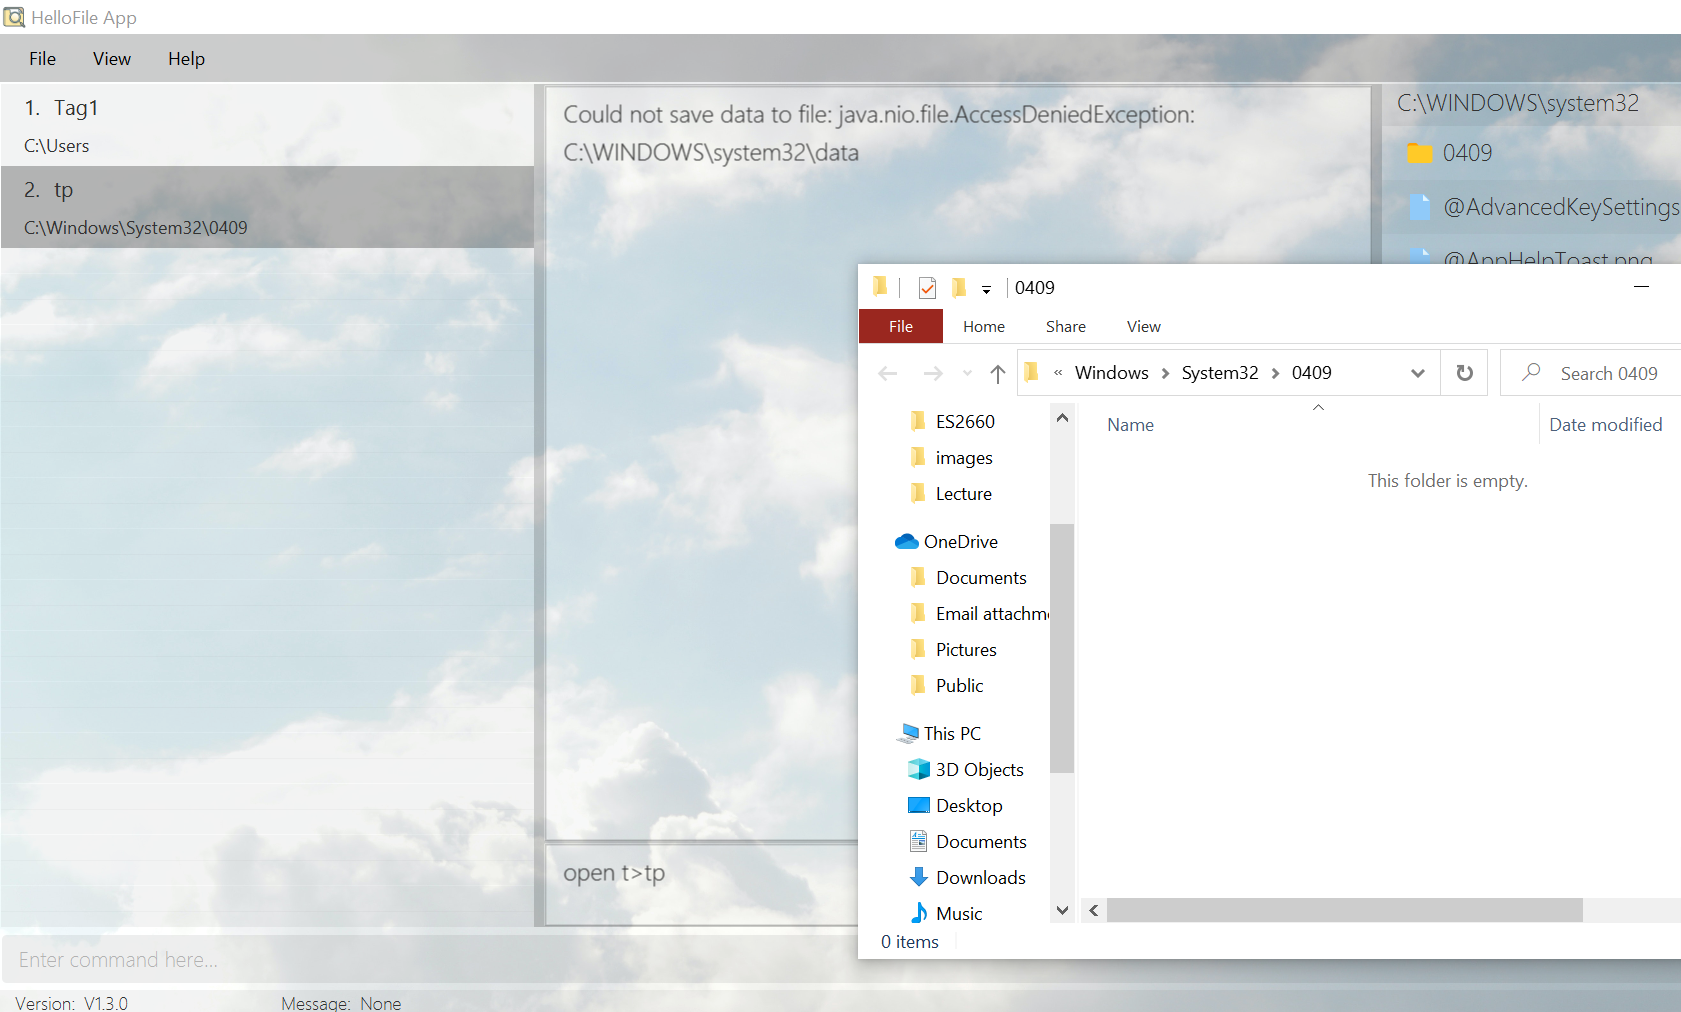 HelloFile App
File View Help
1. Tag1
C:\Users
2. tp
C:\Windows\System32\0409
Could not save data to file: java.nio.file.AccessDeniedException:
C:\WINDOWS\system32\data
open t>tp
C:\WINDOWS\system32
0409
@AdvancedKeySettings
@AppHelpToast.png
0409
File Home Share View
« Windows > System32 > 0409
Search 0409
ES2660
images
Lecture
OneDrive
Documents
Email attachme
Pictures
Public
This PC
3D Objects
Desktop
Documents
Downloads
Music
Name Date modified
This folder is empty.
0 items
Enter command here...
Version: V1.3.0 Message: None